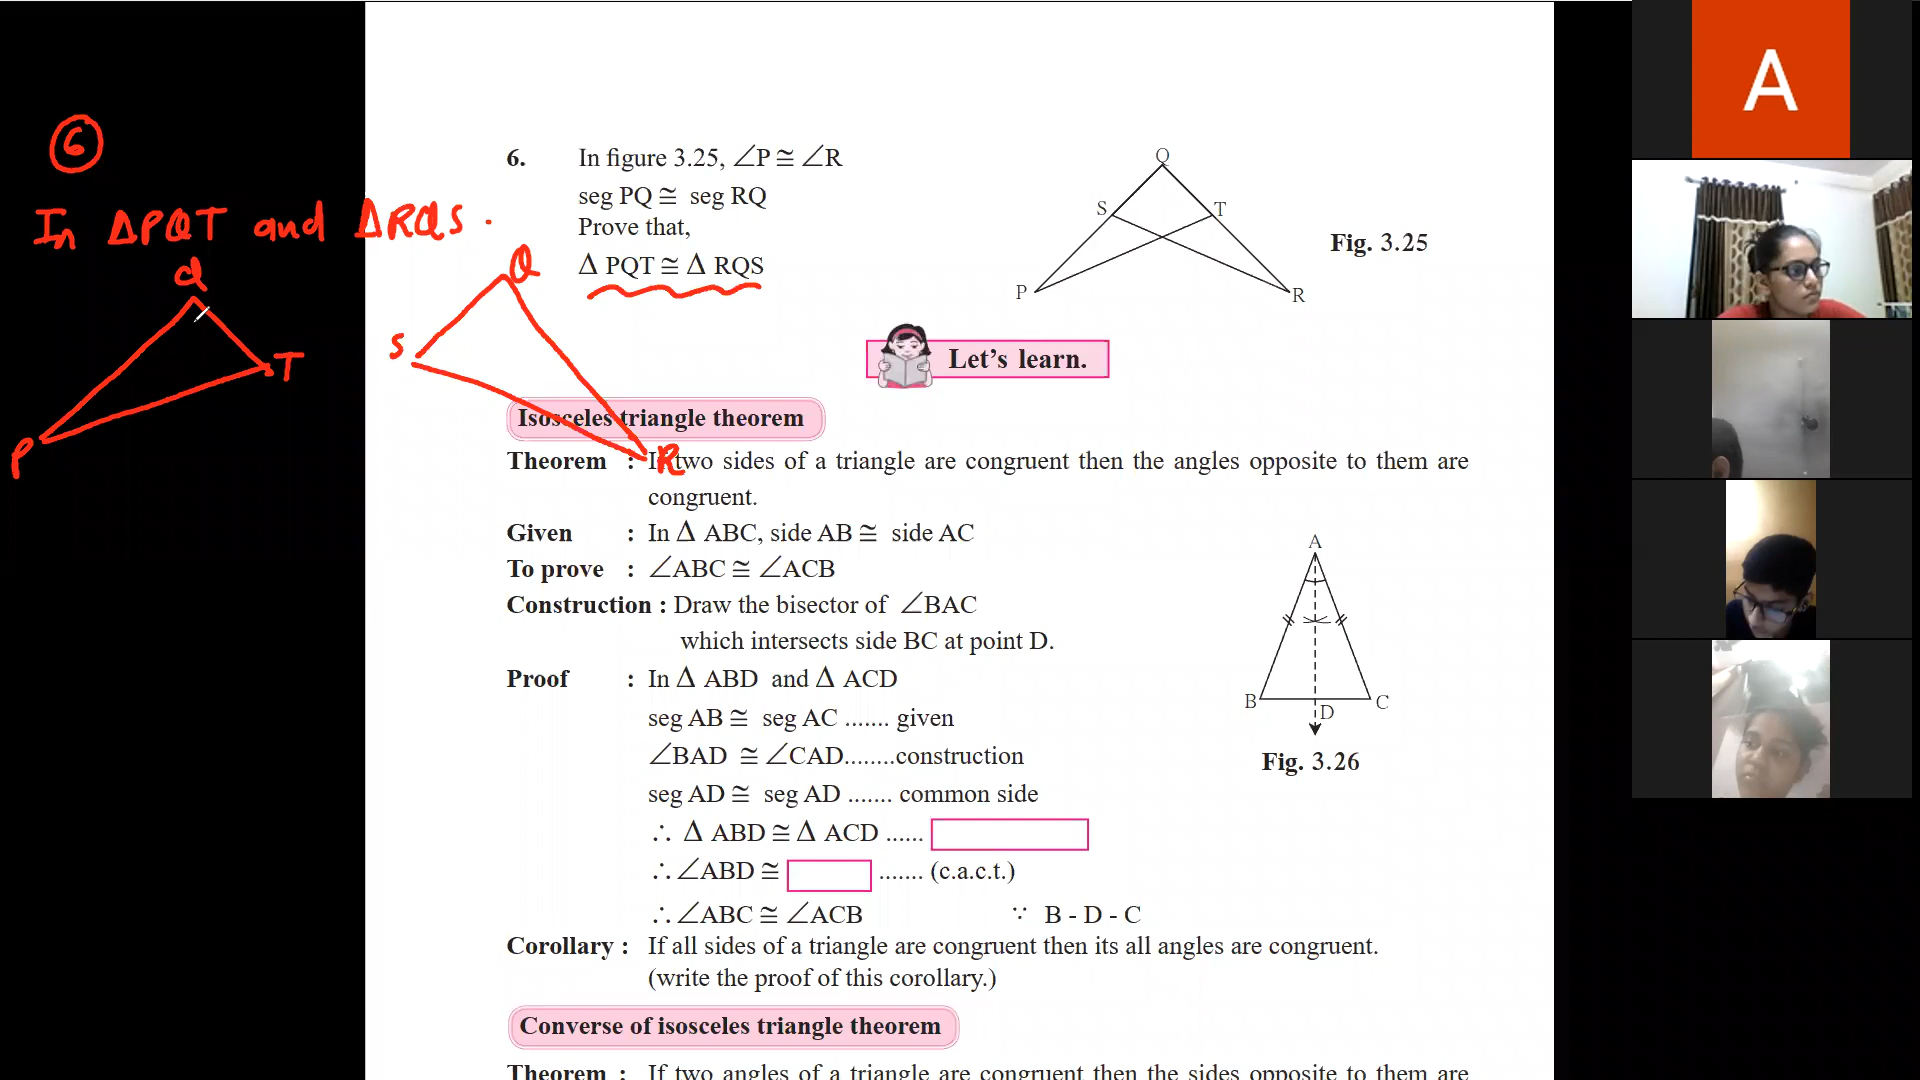 6
In ΔPQT and ΔRQS.
Q
T
P
Q
S
R
6. In figure 3.25, ∠P ≅ ∠R
seg PQ ≅ seg RQ
Prove that,
Δ PQT ≅ Δ RQS
Q
S
T
P
R
Fig. 3.25
Let's learn.
Isosceles triangle theorem
Theorem : If two sides of a triangle are congruent then the angles opposite to them are
congruent.
Given : In Δ ABC, side AB ≅ side AC
To prove : ∠ABC ≅ ∠ACB
Construction : Draw the bisector of ∠BAC
which intersects side BC at point D.
Proof : In Δ ABD and Δ ACD
seg AB ≅ seg AC ....... given
∠BAD ≅ ∠CAD........construction
seg AD ≅ seg AD ....... common side
∴ Δ ABD ≅ Δ ACD ......
∴ ∠ABD ≅ ....... (c.a.c.t.)
∴ ∠ABC ≅ ∠ACB ∵ B - D - C
A
B
D
C
Fig. 3.26
Corollary : If all sides of a triangle are congruent then its all angles are congruent.
(write the proof of this corollary.)
Converse of isosceles triangle theorem
Theorem : If two angles of a triangle are congruent then the sides opposite to them are
A